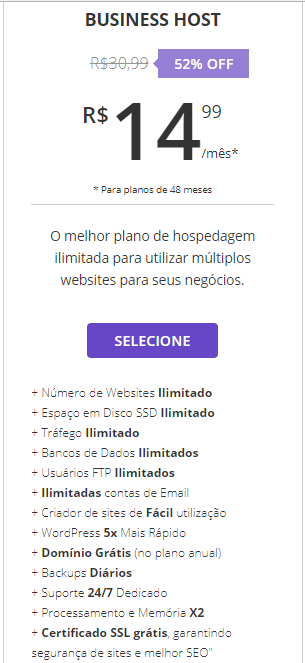 BUSINESS HOST
R$30,99 52% OFF
R$ 14 99
/mês*
* Para planos de 48 meses
O melhor plano de hospedagem
ilimitada para utilizar múltiplos
websites para seus negócios.
SELECIONE
+ Número de Websites Ilimitado
+ Espaço em Disco SSD Ilimitado
+ Tráfego Ilimitado
+ Bancos de Dados Ilimitados
+ Usuários FTP Ilimitados
+ Ilimitadas contas de Email
+ Criador de sites de Fácil utilização
+ WordPress 5x Mais Rápido
+ Domínio Grátis (no plano anual)
+ Backups Diários
+ Suporte 24/7 Dedicado
+ Processamento e Memória X2
+ Certificado SSL grátis, garantindo
segurança de sites e melhor SEO"